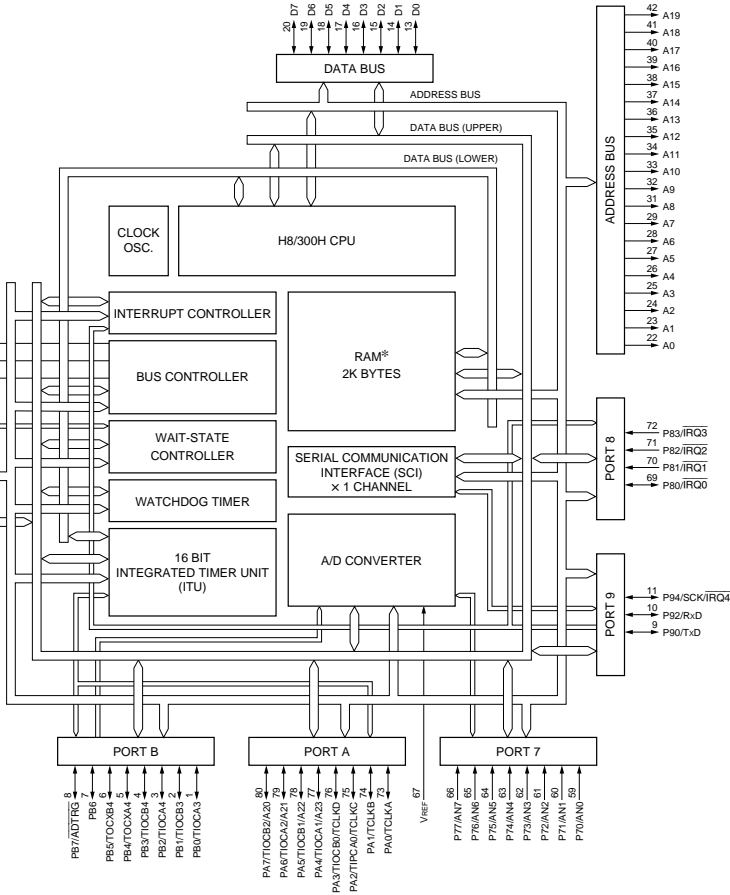 20 D7
19 D6
18 D5
17 D4
16 D3
15 D2
14 D1
13 D0
DATA BUS
ADDRESS BUS
DATA BUS (UPPER)
DATA BUS (LOWER)
CLOCK
OSC.
H8/300H CPU
INTERRUPT CONTROLLER
BUS CONTROLLER
WAIT-STATE
CONTROLLER
WATCHDOG TIMER
16 BIT
INTEGRATED TIMER UNIT
(ITU)
RAM*
2K BYTES
SERIAL COMMUNICATION
INTERFACE (SCI)
× 1 CHANNEL
A/D CONVERTER
ADDRESS BUS
42 A19
41 A18
40 A17
39 A16
38 A15
37 A14
36 A13
35 A12
34 A11
33 A10
32 A9
31 A8
29 A7
28 A6
27 A5
26 A4
25 A3
24 A2
23 A1
22 A0
PORT 8
72 P83/IRQ3
71 P82/IRQ2
70 P81/IRQ1
69 P80/IRQ0
PORT 9
11 P94/SCK/IRQ4
10 P92/RxD
9 P90/TxD
PORT B
8 PB7/ADTRG
7 PB6
6 PB5/TOCXB4
5 PB4/TOCXA4
4 PB3/TIOCB4
3 PB2/TIOCA4
2 PB1/TIOCB3
1 PB0/TIOCA3
PORT A
80 PA7/TIOCB2/A20
79 PA6/TIOCA2/A21
78 PA5/TIOCB1/A22
77 PA4/TIOCA1/A23
76 PA3/TIOCB0/TCLKD
75 PA2/TIPCA0/TCLKC
74 PA1/TCLKB
73 PA0/TCLKA
67 VREF
PORT 7
66 P77/AN7
65 P76/AN6
64 P75/AN5
63 P74/AN4
62 P73/AN3
61 P72/AN2
60 P71/AN1
59 P70/AN0